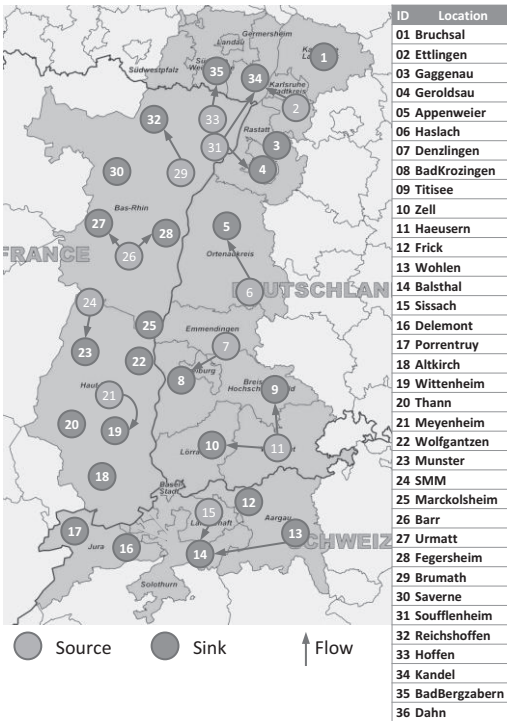 Germersheim
Landau
Südwestpfalz
35
34
1
Karlsruhe
Stadtkreis
2
32
33
Rastatt
31
3
4
30
29
Bas-Rhin
27
28
5
26
Ortenaukreis
FRANCE
DEUTSCHLAN
6
24
25
Emmendingen
23
22
7
8
9
Haut
21
20
19
10
11
Lörra
18
Basel
Stadt
12
15
Aargau
17
13
SCHWEIZ
Jura
16
14
Solothurn
Source
Sink
Flow
ID Location
01 Bruchsal
02 Ettlingen
03 Gaggenau
04 Geroldsau
05 Appenweier
06 Haslach
07 Denzlingen
08 BadKrozingen
09 Titisee
10 Zell
11 Haeusern
12 Frick
13 Wohlen
14 Balsthal
15 Sissach
16 Delemont
17 Porrentruy
18 Altkirch
19 Wittenheim
20 Thann
21 Meyenheim
22 Wolfgantzen
23 Munster
24 SMM
25 Marckolsheim
26 Barr
27 Urmatt
28 Fegersheim
29 Brumath
30 Saverne
31 Soufflenheim
32 Reichshoffen
33 Hoffen
34 Kandel
35 BadBergzabern
36 Dahn